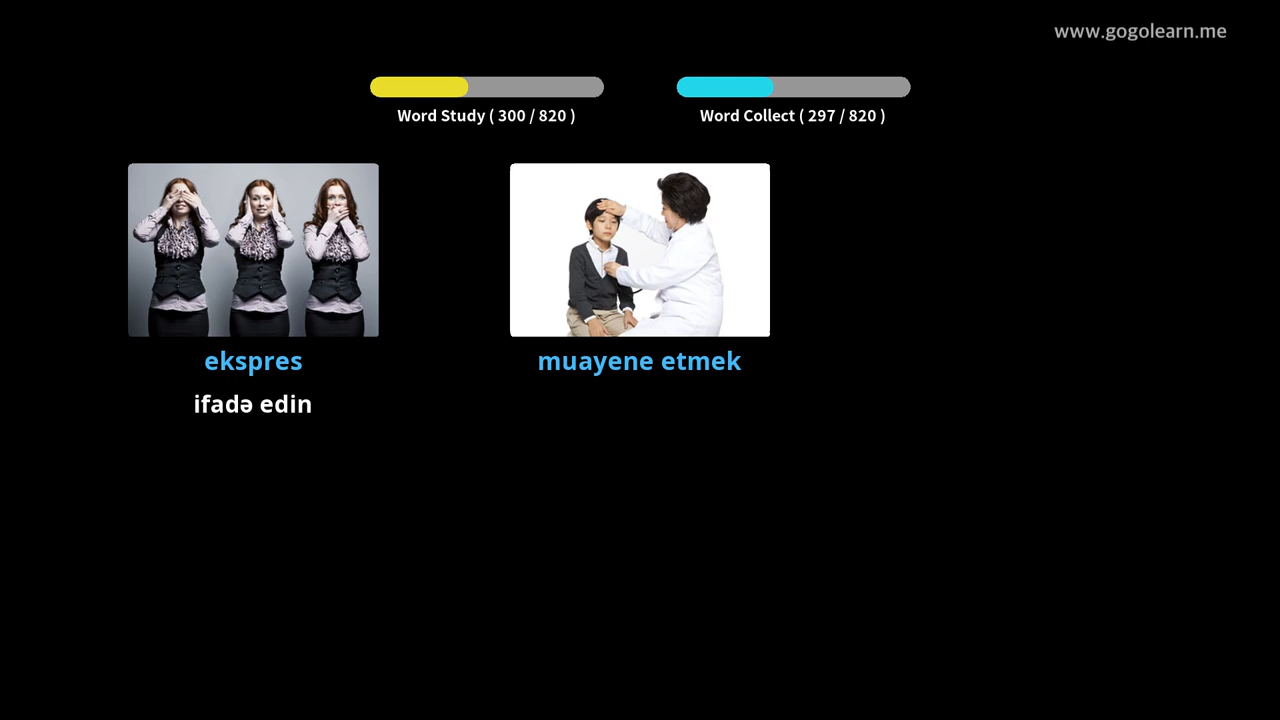 www.gogolearn.me
Word Study ( 300 / 820 )
Word Collect ( 297 / 820 )
ekspres
ifadə edin
muayene etmek